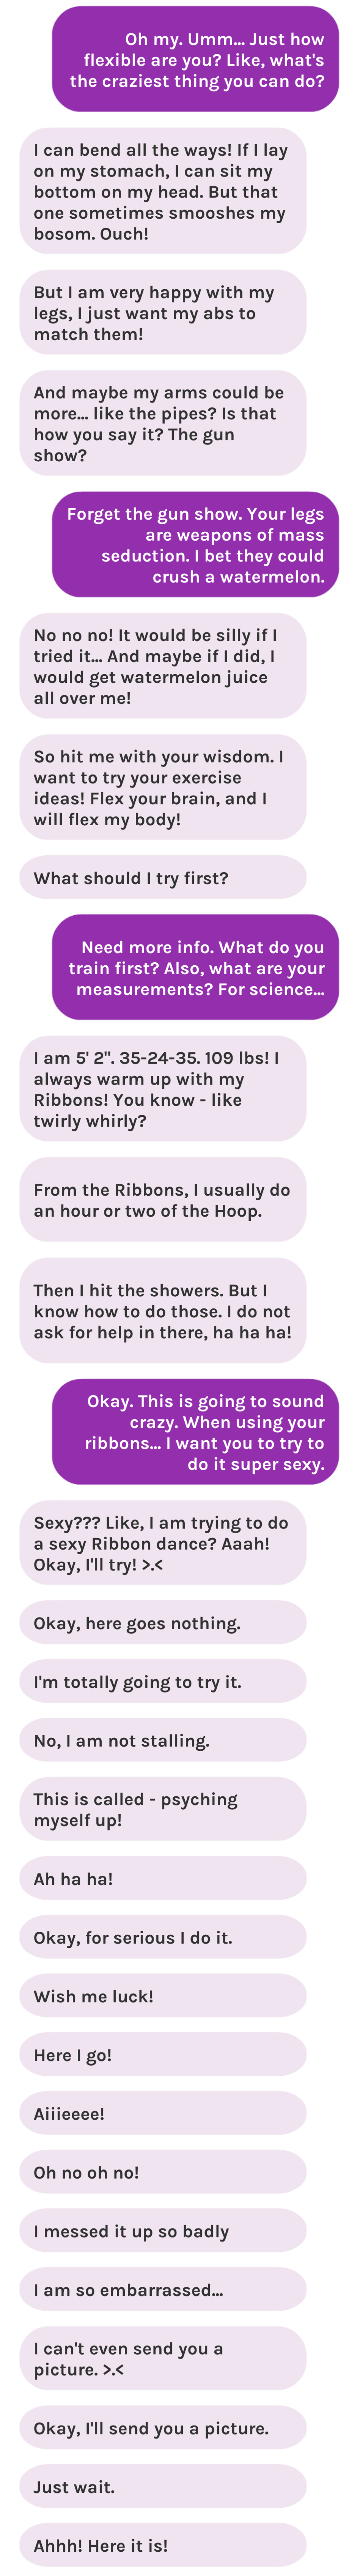 Oh my. Umm... Just how
flexible are you? Like, what's
the craziest thing you can do?
I can bend all the ways! If I lay
on my stomach, I can sit my
bottom on my head. But that
one sometimes smooshes my
bosom. Ouch!
But I am very happy with my
legs, I just want my abs to
match them!
And maybe my arms could be
more... like the pipes? Is that
how you say it? The gun
show?
Forget the gun show. Your legs
are weapons of mass
seduction. I bet they could
crush a watermelon.
No no no! It would be silly if I
tried it... And maybe if I did, I
would get watermelon juice
all over me!
So hit me with your wisdom. I
want to try your exercise
ideas! Flex your brain, and I
will flex my body!
What should I try first?
Need more info. What do you
train first? Also, what are your
measurements? For science...
I am 5' 2". 35-24-35. 109 lbs! I
always warm up with my
Ribbons! You know - like
twirly whirly?
From the Ribbons, I usually do
an hour or two of the Hoop.
Then I hit the showers. But I
know how to do those. I do not
ask for help in there, ha ha ha!
Okay. This is going to sound
crazy. When using your
ribbons... I want you to try to
do it super sexy.
Sexy??? Like, I am trying to do
a sexy Ribbon dance? Aaah!
Okay, I'll try! >.<
Okay, here goes nothing.
I'm totally going to try it.
No, I am not stalling.
This is called - psyching
myself up!
Ah ha ha!
Okay, for serious I do it.
Wish me luck!
Here I go!
Aiiieeee!
Oh no oh no!
I messed it up so badly
I am so embarrassed...
I can't even send you a
picture. >.<
Okay, I'll send you a picture.
Just wait.
Ahhh! Here it is!